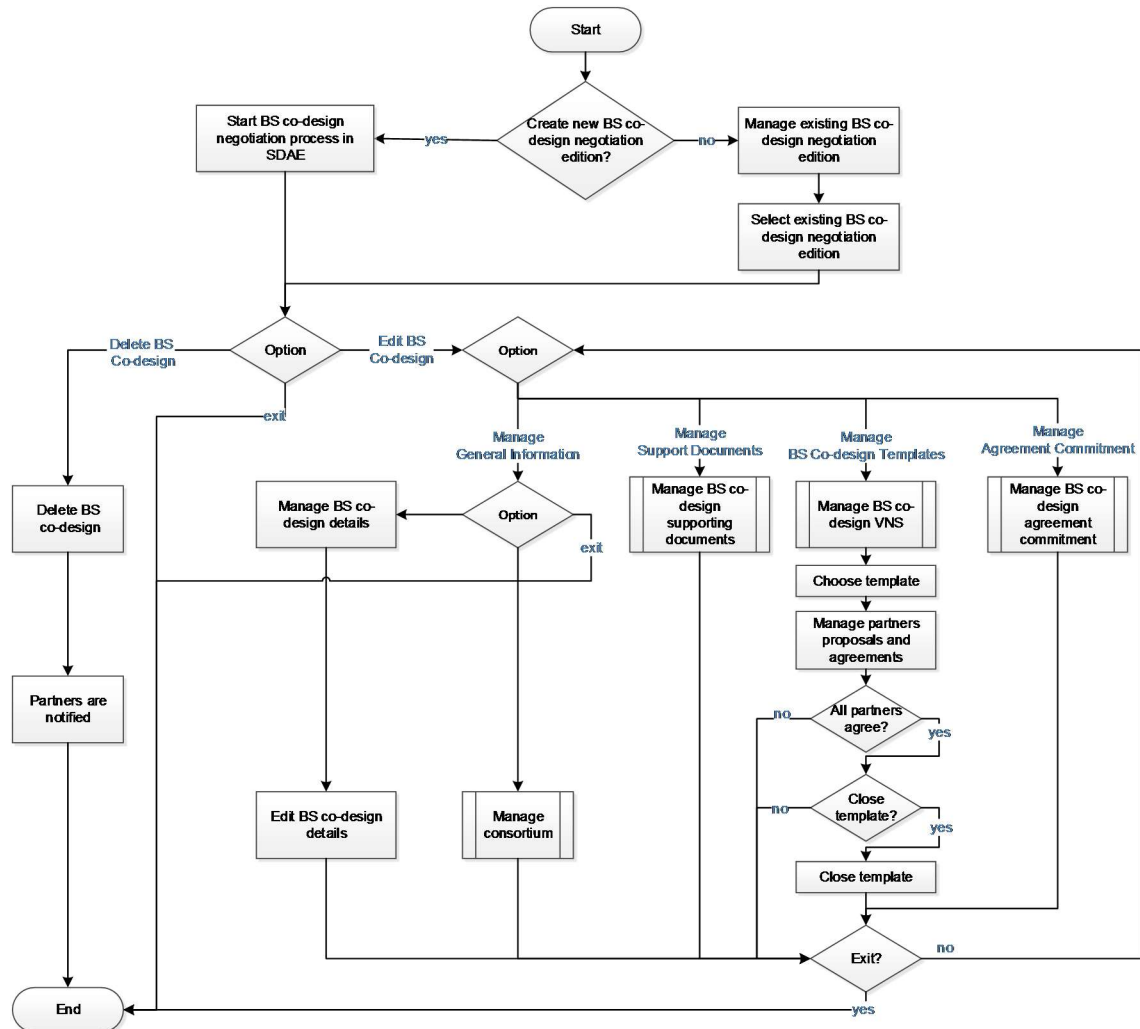 Start
Create new BS co-
design negotiation
edition?
yes
no
Start BS co-design
negotiation process in
SDAE
Manage existing BS co-
design negotiation
edition
Select existing BS co-
design negotiation
edition
Option
Delete BS
Co-design
Edit BS
Co-design
exit
Option
Manage
General Information
Manage
Support Documents
Manage
BS Co-design Templates
Manage
Agreement Commitment
Delete BS
co-design
Manage BS co-
design details
Option
exit
Manage BS co-
design
supporting
documents
Manage BS co-
design VNS
Manage BS co-
design
agreement
commitment
Choose template
Manage partners
proposals and
agreements
Partners are
notified
All partners
agree?
no
yes
Edit BS co-design
details
Manage
consortium
Close
template?
no
yes
Close template
Exit?
no
yes
End